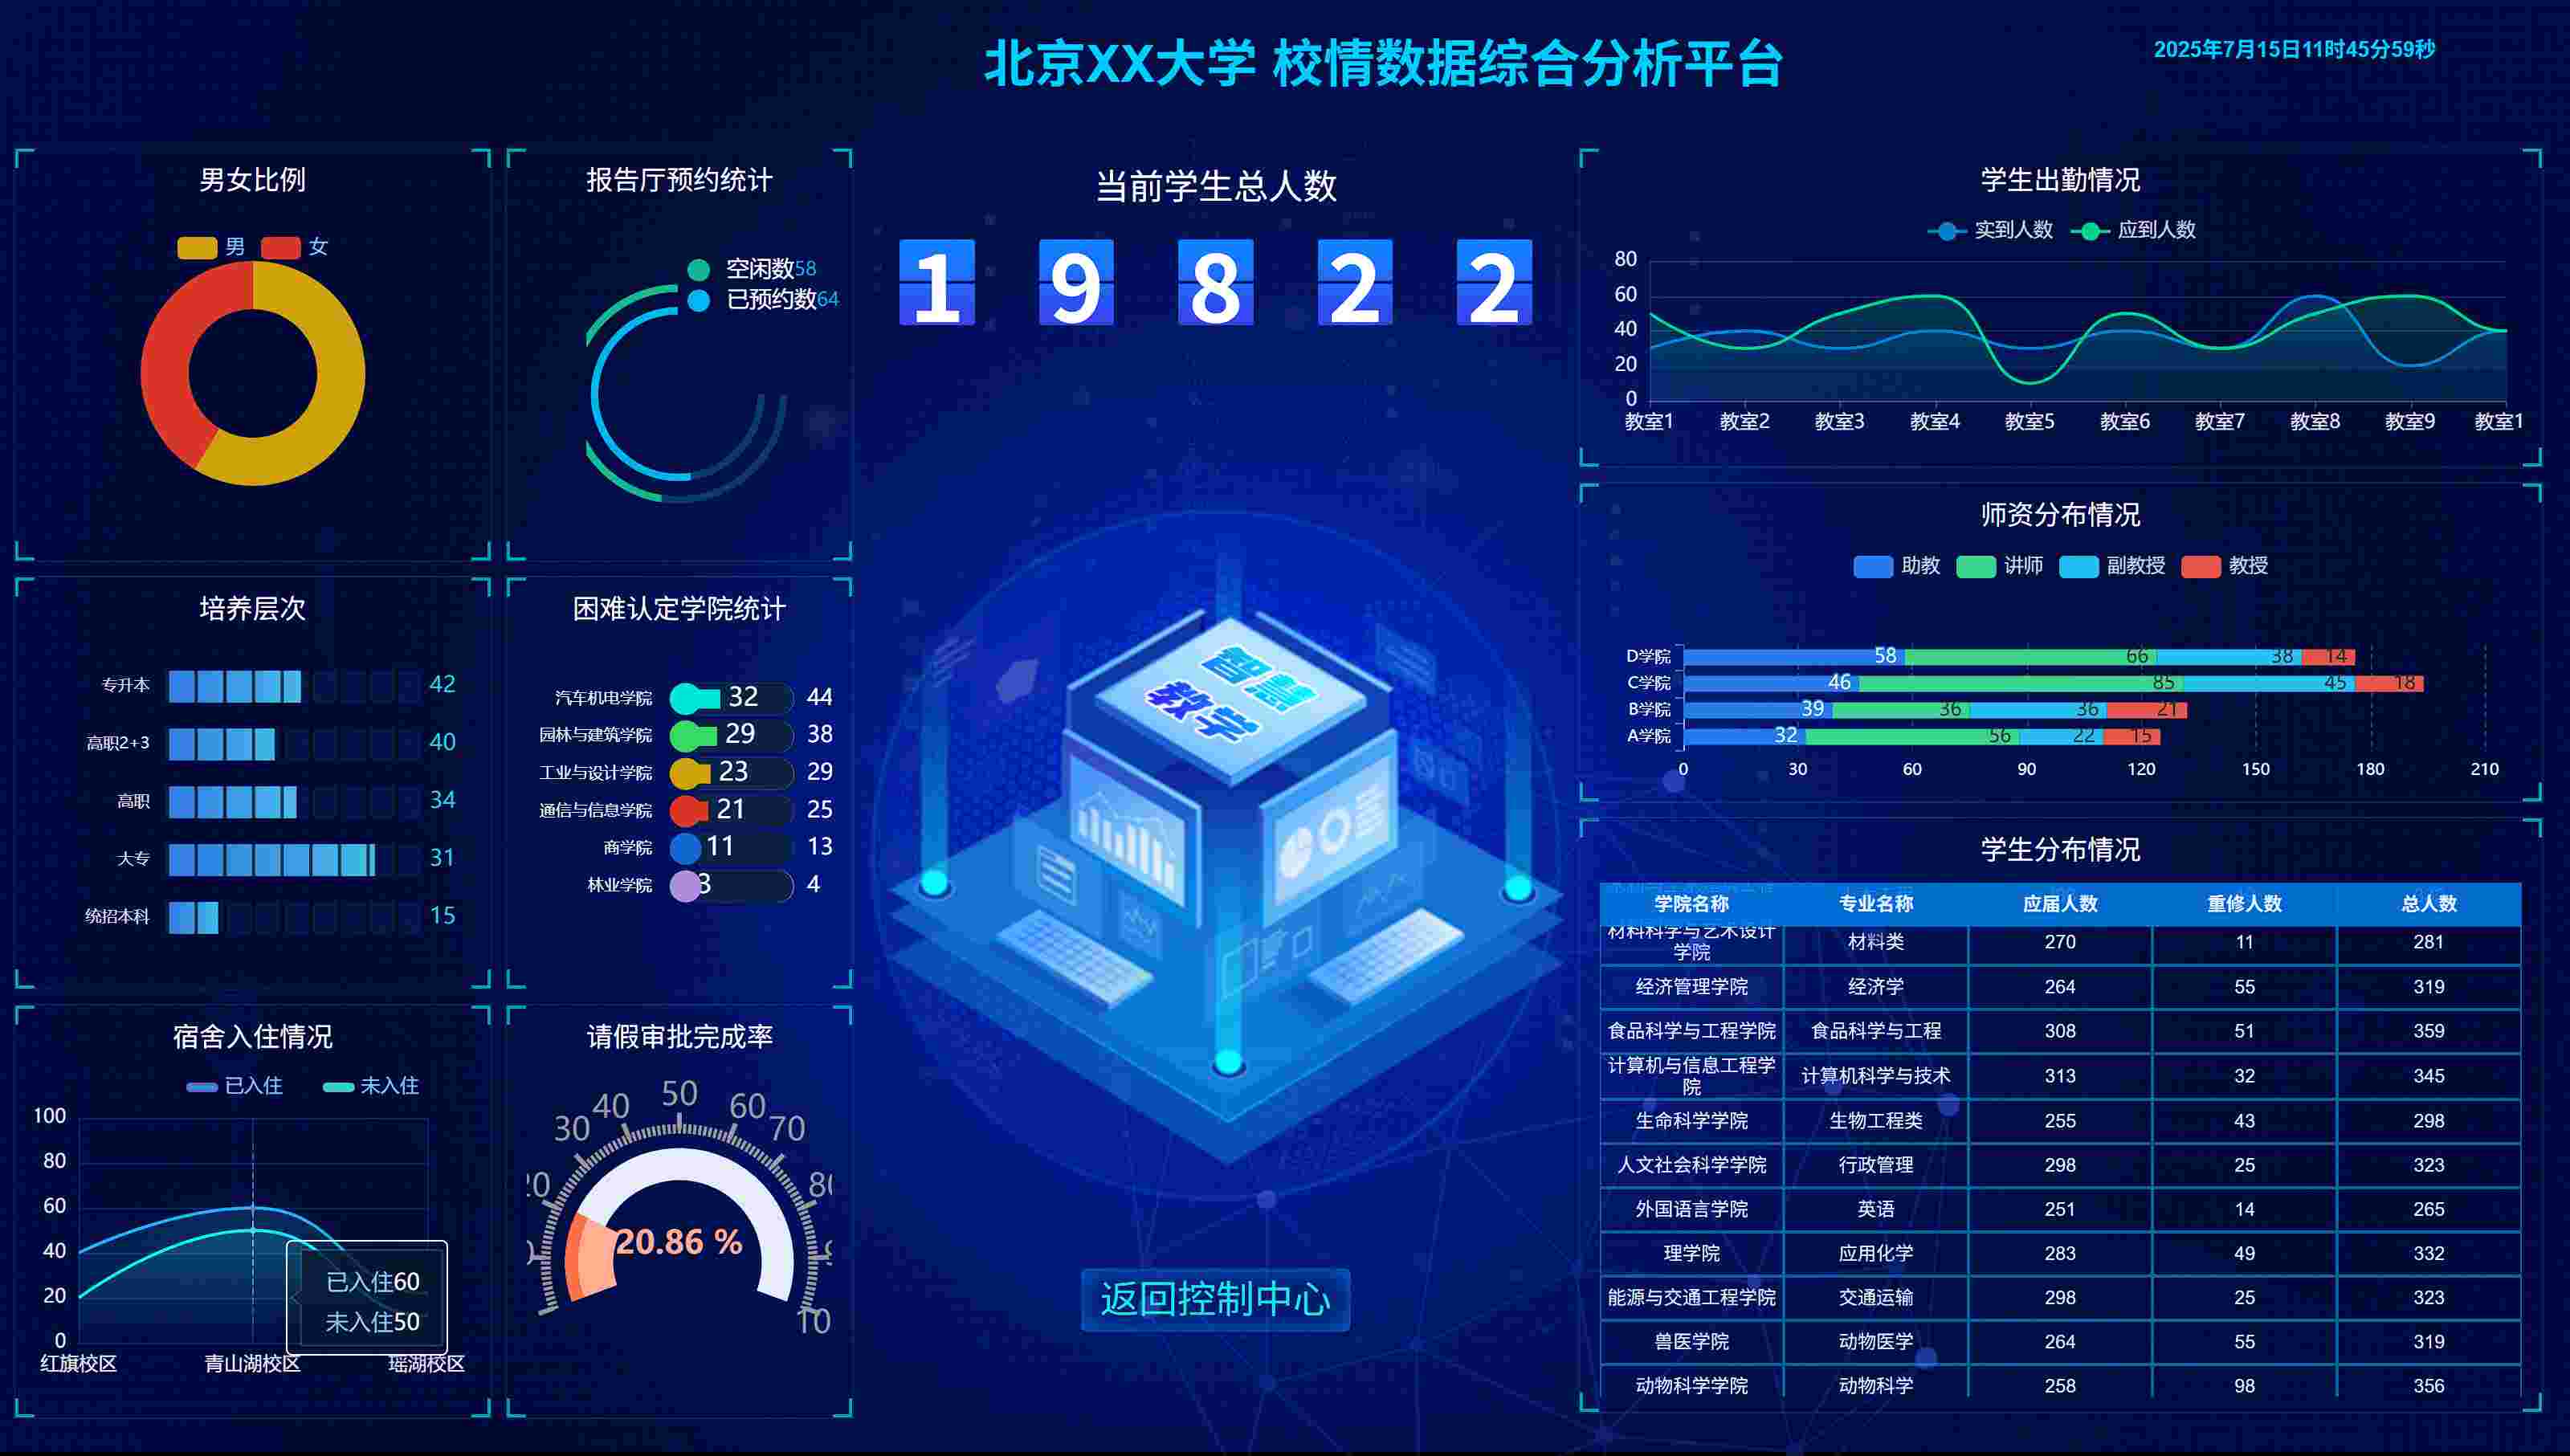 北京XX大学 校情数据综合分析平台
2025年7月15日11时45分59秒
男女比例
男 女
报告厅预约统计
空闲数58
已预约数64
当前学生总人数
1 9 8 2 2
学生出勤情况
实到人数 应到人数
80
60
40
20
0
教室1 教室2 教室3 教室4 教室5 教室6 教室7 教室8 教室9 教室1
师资分布情况
助教 讲师 副教授 教授
D学院 58 66 38 14
C学院 46 85 45 18
B学院 39 36 36 21
A学院 32 56 22 15
0 30 60 90 120 150 180 210
培养层次
专升本 42
高职2+3 40
高职 34
大专 31
统招本科 15
困难认定学院统计
汽车机电学院 32 44
园林与建筑学院 29 38
工业与设计学院 23 29
通信与信息学院 21 25
商学院 11 13
林业学院 3 4
智慧
教学
学生分布情况
学院名称 专业名称 应届人数 重修人数 总人数
材料科学与艺术设计
学院 材料类 270 11 281
经济管理学院 经济学 264 55 319
食品科学与工程学院 食品科学与工程 308 51 359
计算机与信息工程学
院 计算机科学与技术 313 32 345
生命科学学院 生物工程类 255 43 298
人文社会科学学院 行政管理 298 25 323
外国语言学院 英语 251 14 265
理学院 应用化学 283 49 332
能源与交通工程学院 交通运输 298 25 323
兽医学院 动物医学 264 55 319
动物科学学院 动物科学 258 98 356
宿舍入住情况
已入住 未入住
100
80
60
40
20
0
红旗校区 青山湖校区 瑶湖校区
已入住60
未入住50
请假审批完成率
30 40 50 60 70
20.86 %
返回控制中心